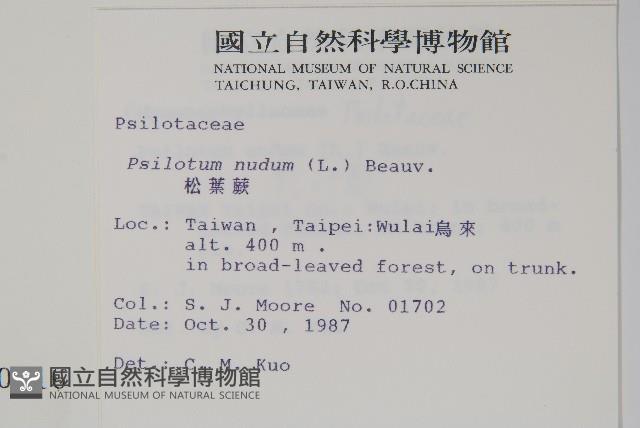 國立自然科學博物館
NATIONAL MUSEUM OF NATURAL SCIENCE
TAICHUNG, TAIWAN, R.O.CHINA
Psilotaceae
Psilotum nudum (L.) Beauv.
松葉蕨
Loc.: Taiwan , Taipei:Wulai烏來
alt. 400 m .
in broad-leaved forest, on trunk.
Col.: S. J. Moore No. 01702
Date: Oct. 30 , 1987
Det.: C. M. Kuo
國立自然科學博物館
NATIONAL MUSEUM OF NATURAL SCIENCE